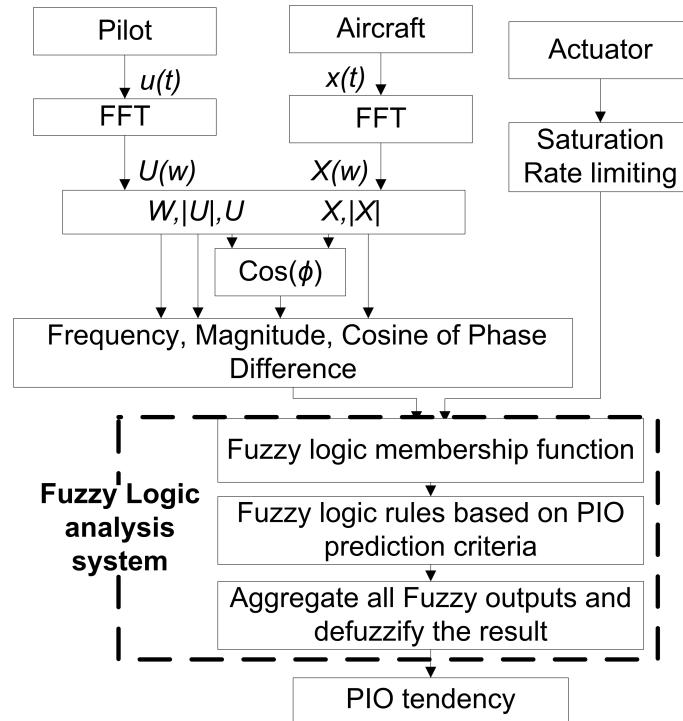 Pilot
Aircraft
Actuator
u(t)
x(t)
FFT
FFT
Saturation
Rate limiting
U(w)
X(w)
W,|U|,U
X,|X|
Cos(ϕ)
Frequency, Magnitude, Cosine of Phase
Difference
Fuzzy Logic
analysis
system
Fuzzy logic membership function
Fuzzy logic rules based on PIO
prediction criteria
Aggregate all Fuzzy outputs and
defuzzify the result
PIO tendency